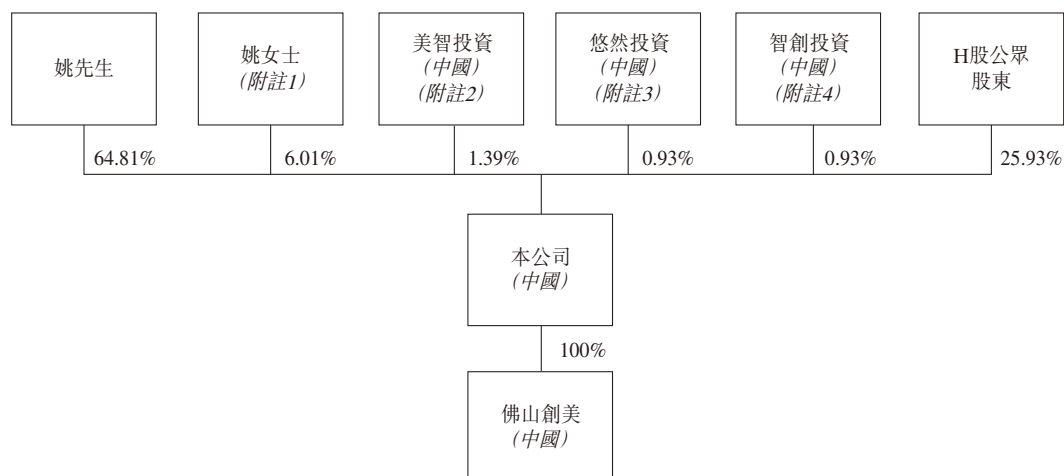 姚先生
姚女士
(附註1)
美智投資
(中國)
(附註2)
悠然投資
(中國)
(附註3)
智創投資
(中國)
(附註4)
H股公眾
股東
64.81%
6.01%
1.39%
0.93%
0.93%
25.93%
本公司
(中國)
100%
佛山創美
(中國)